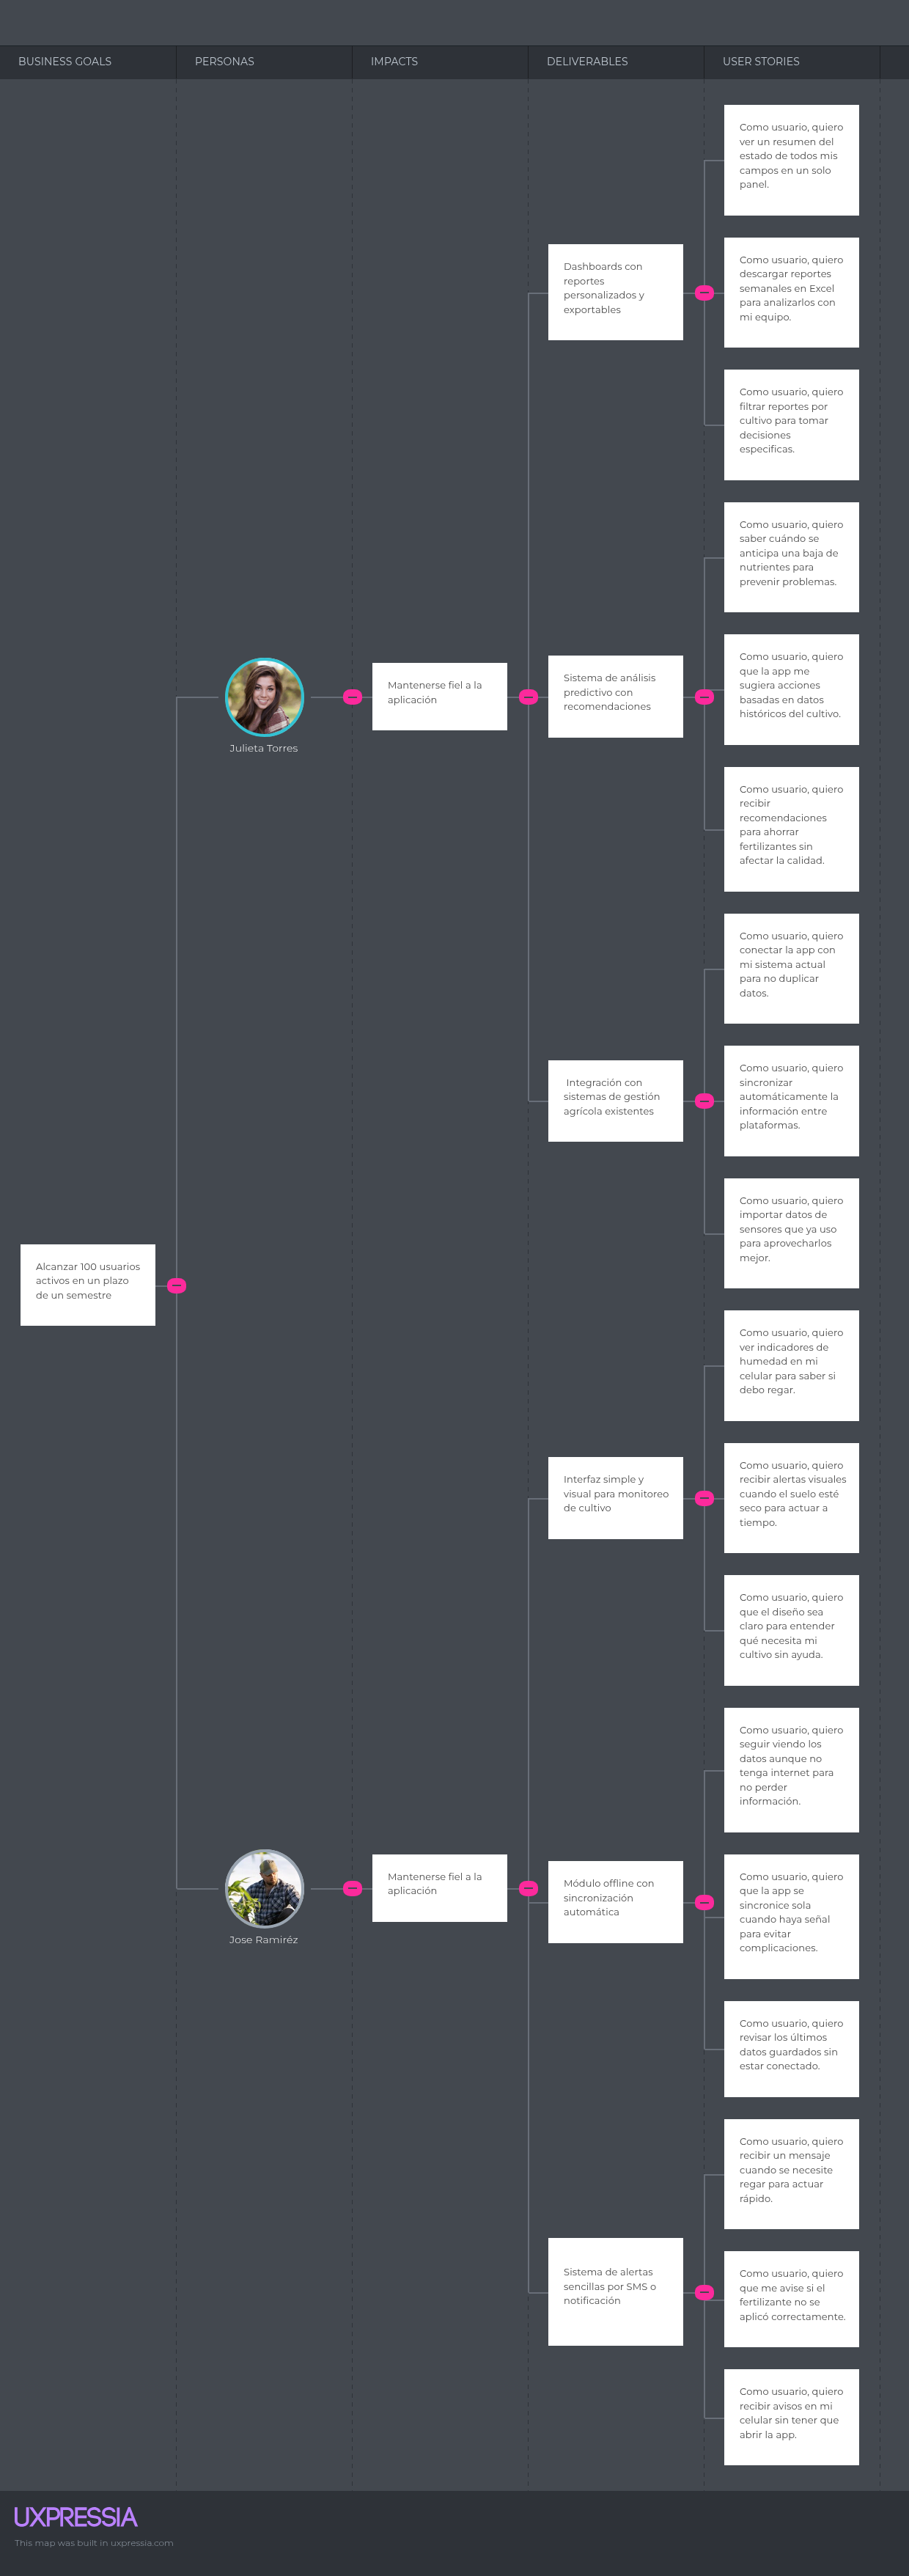 BUSINESS GOALS
PERSONAS
IMPACTS
DELIVERABLES
USER STORIES
Como usuario, quiero
ver un resumen del
estado de todos mis
campos en un solo
panel.
Dashboards con
reportes
personalizados y
exportables
Como usuario, quiero
descargar reportes
semanales en Excel
para analizarlos con
mi equipo.
Como usuario, quiero
filtrar reportes por
cultivo para tomar
decisiones
especificas.
Como usuario, quiero
saber cuándo se
anticipa una baja de
nutrientes para
prevenir problemas.
Julieta Torres
Mantenerse fiel a la
aplicación
Sistema de análisis
predictivo con
recomendaciones
Como usuario, quiero
que la app me
sugiera acciones
basadas en datos
históricos del cultivo.
Como usuario, quiero
recibir
recomendaciones
para ahorrar
fertilizantes sin
afectar la calidad.
Como usuario, quiero
conectar la app con
mi sistema actual
para no duplicar
datos.
Integración con
sistemas de gestión
agrícola existentes
Como usuario, quiero
sincronizar
automáticamente la
información entre
plataformas.
Como usuario, quiero
importar datos de
sensores que ya uso
para aprovecharlos
mejor.
Alcanzar 100 usuarios
activos en un plazo
de un semestre
Como usuario, quiero
ver indicadores de
humedad en mi
celular para saber si
debo regar.
Interfaz simple y
visual para monitoreo
de cultivo
Como usuario, quiero
recibir alertas visuales
cuando el suelo esté
seco para actuar a
tiempo.
Como usuario, quiero
que el diseño sea
claro para entender
qué necesita mi
cultivo sin ayuda.
Como usuario, quiero
seguir viendo los
datos aunque no
tenga internet para
no perder
información.
Jose Ramiréz
Mantenerse fiel a la
aplicación
Módulo offline con
sincronización
automática
Como usuario, quiero
que la app se
sincronice sola
cuando haya señal
para evitar
complicaciones.
Como usuario, quiero
revisar los últimos
datos guardados sin
estar conectado.
Como usuario, quiero
recibir un mensaje
cuando se necesite
regar para actuar
rápido.
Sistema de alertas
sencillas por SMS o
notificación
Como usuario, quiero
que me avise si el
fertilizante no se
aplicó correctamente.
Como usuario, quiero
recibir avisos en mi
celular sin tener que
abrir la app.
UXPRESSIA
This map was built in uxpressia.com